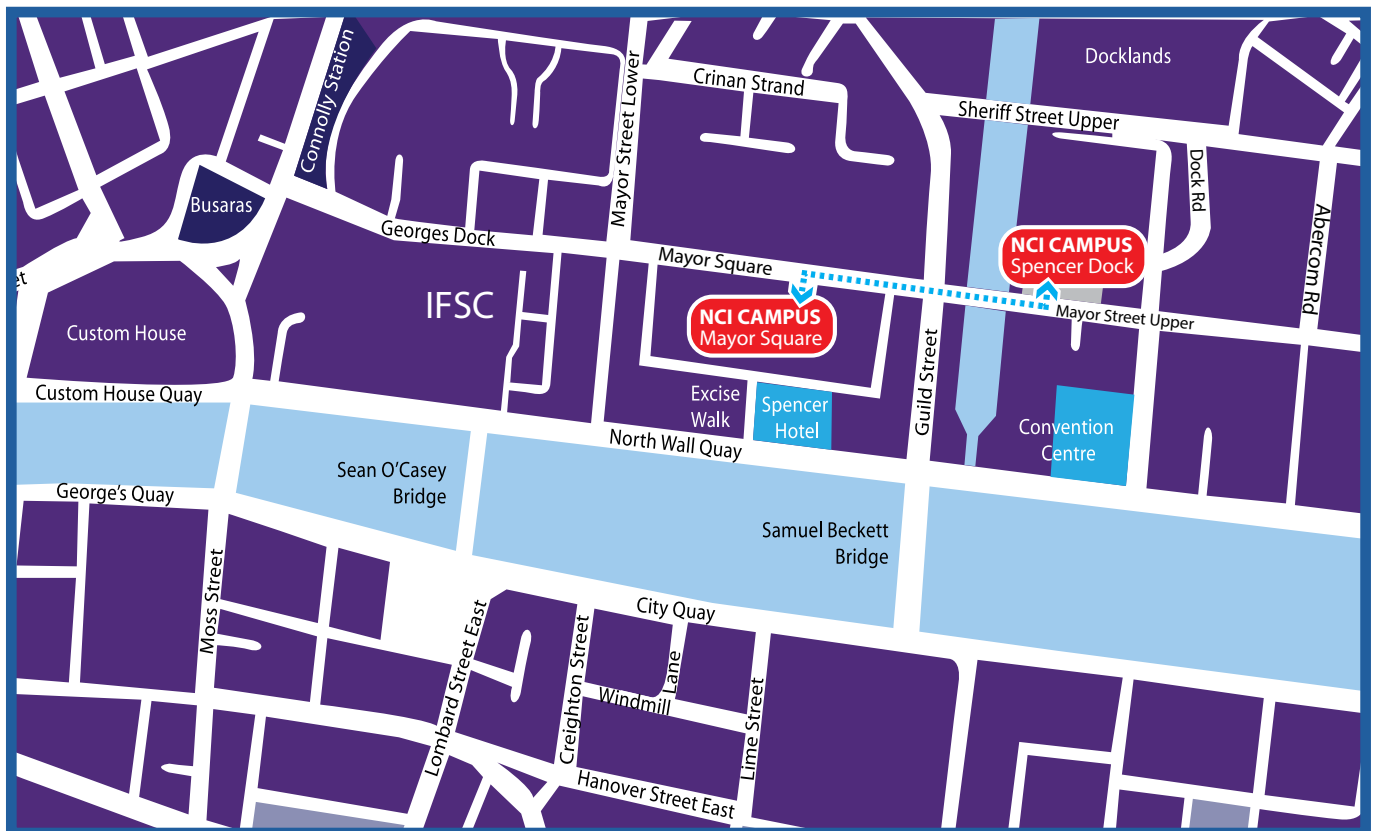 Docklands
Connolly Station
Mayor Street Lower
Crinan Strand
Sheriff Street Upper
Dock Rd
Busaras
Abercom Rd
Georges Dock
Mayor Square
NCI CAMPUS
Spencer Dock
et
IFSC
NCI CAMPUS
Mayor Square
Mayor Street Upper
Custom House
Guild Street
Custom House Quay
Excise
Walk
Spencer
Hotel
Convention
Centre
North Wall Quay
Sean O'Casey
Bridge
George's Quay
Samuel Beckett
Bridge
Moss Street
City Quay
Lombard Street East
Creighton Street
Windmill
Lane
Lime Street
Hanover Street East